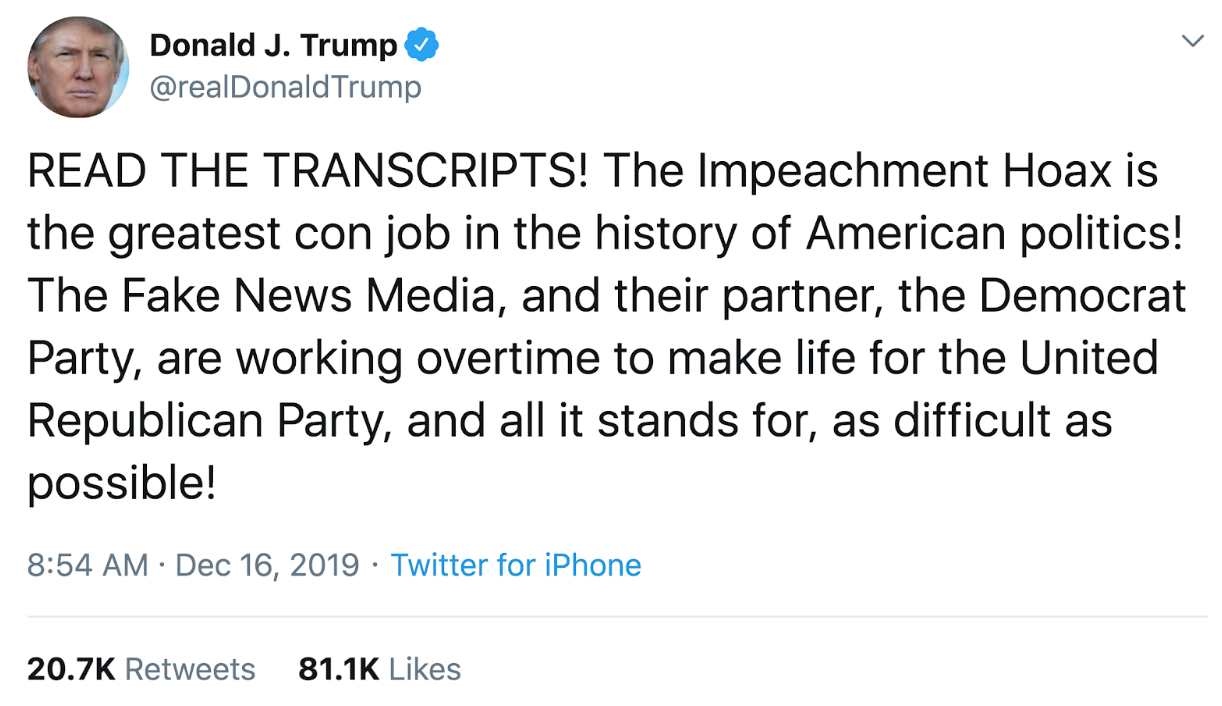 Donald J. Trump
@realDonaldTrump
READ THE TRANSCRIPTS! The Impeachment Hoax is
the greatest con job in the history of American politics!
The Fake News Media, and their partner, the Democrat
Party, are working overtime to make life for the United
Republican Party, and all it stands for, as difficult as
possible!
8:54 AM · Dec 16, 2019 · Twitter for iPhone
20.7K Retweets 81.1K Likes